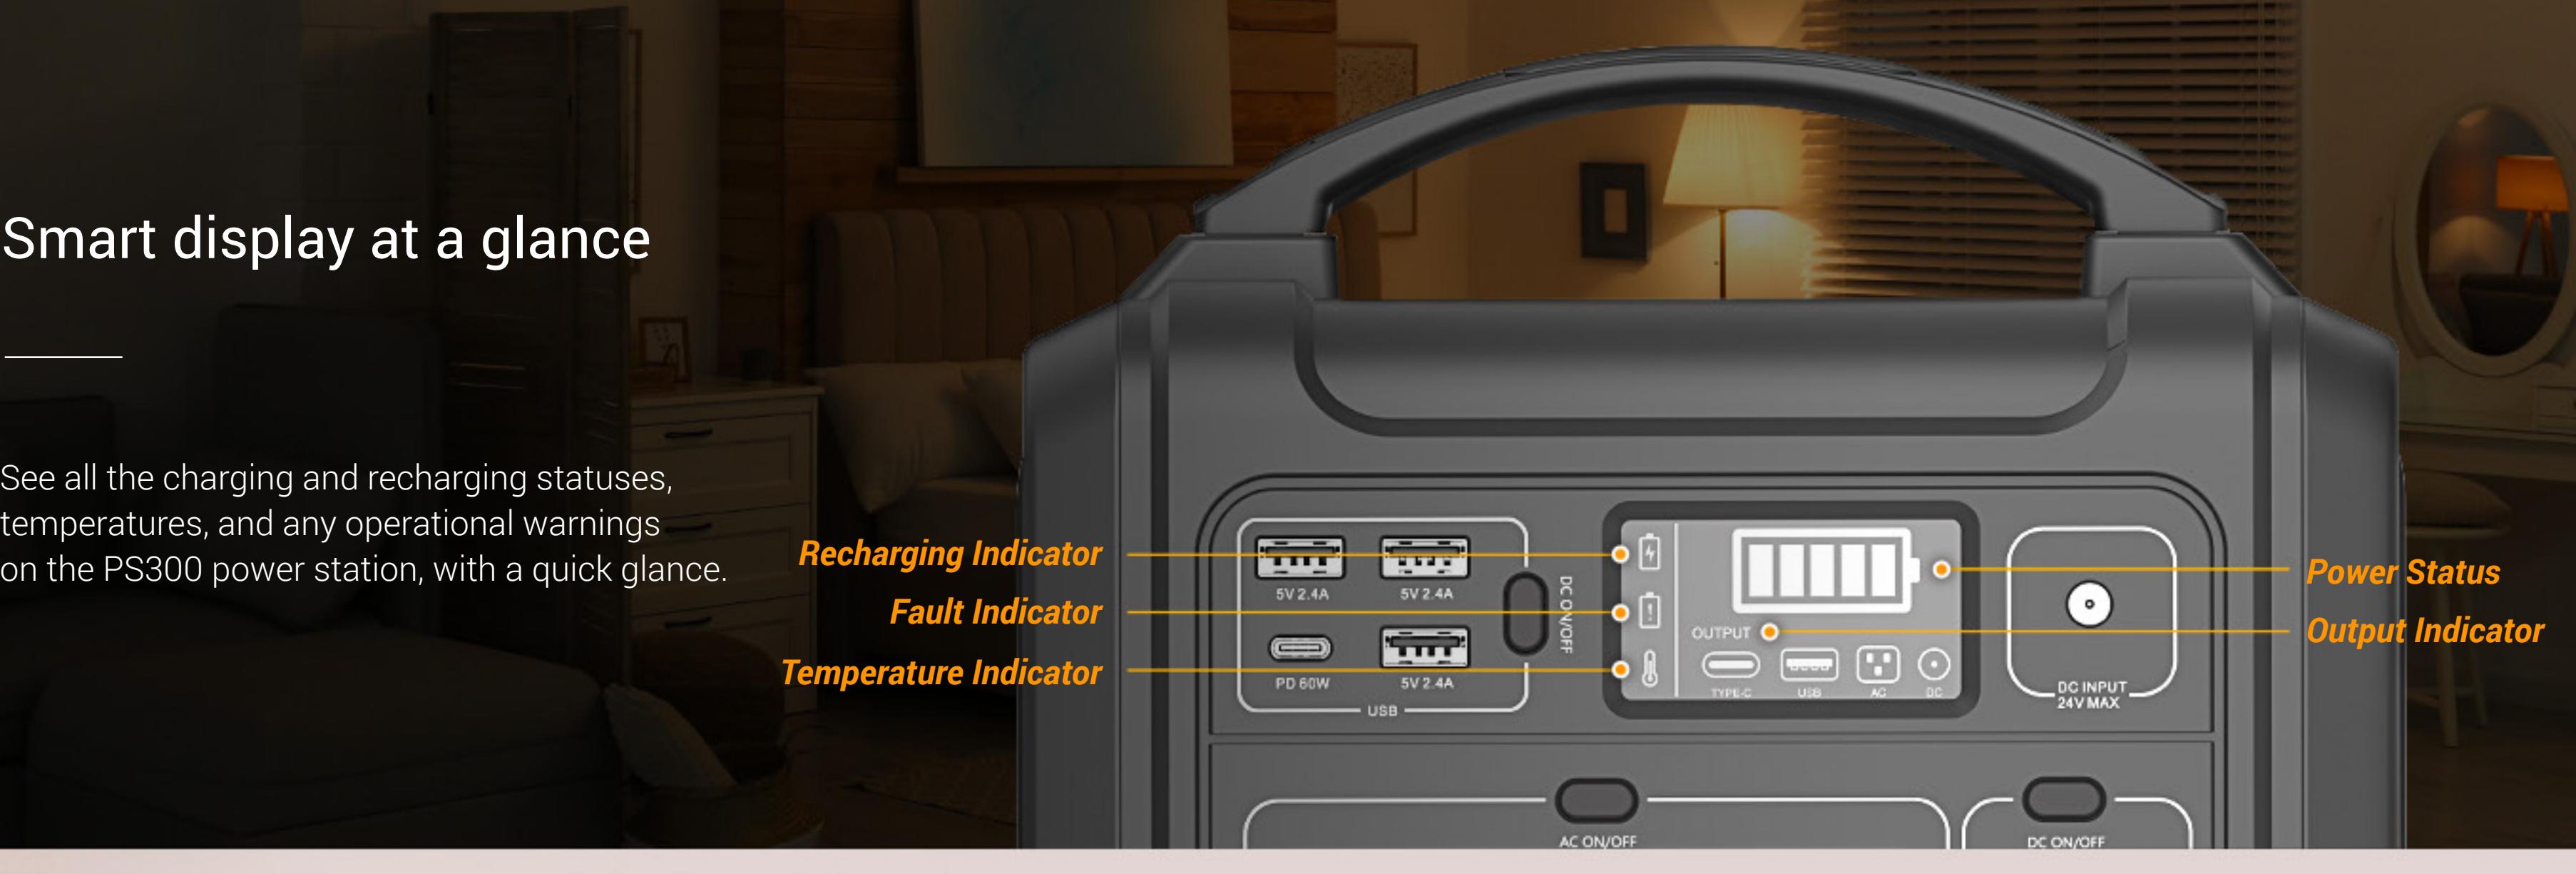 Smart display at a glance
See all the charging and recharging statuses,
temperatures, and any operational warnings
on the PS300 power station, with a quick glance.
Recharging Indicator
Fault Indicator
Temperature Indicator
5V 2.4A
5V 2.4A
PD 60W
5V 2.4A
USB
DC ON/OFF
OUTPUT
TYPE-C
USB
AC
DC
DC INPUT
24V MAX
Power Status
Output Indicator
AC ON/OFF
DC ON/OFF